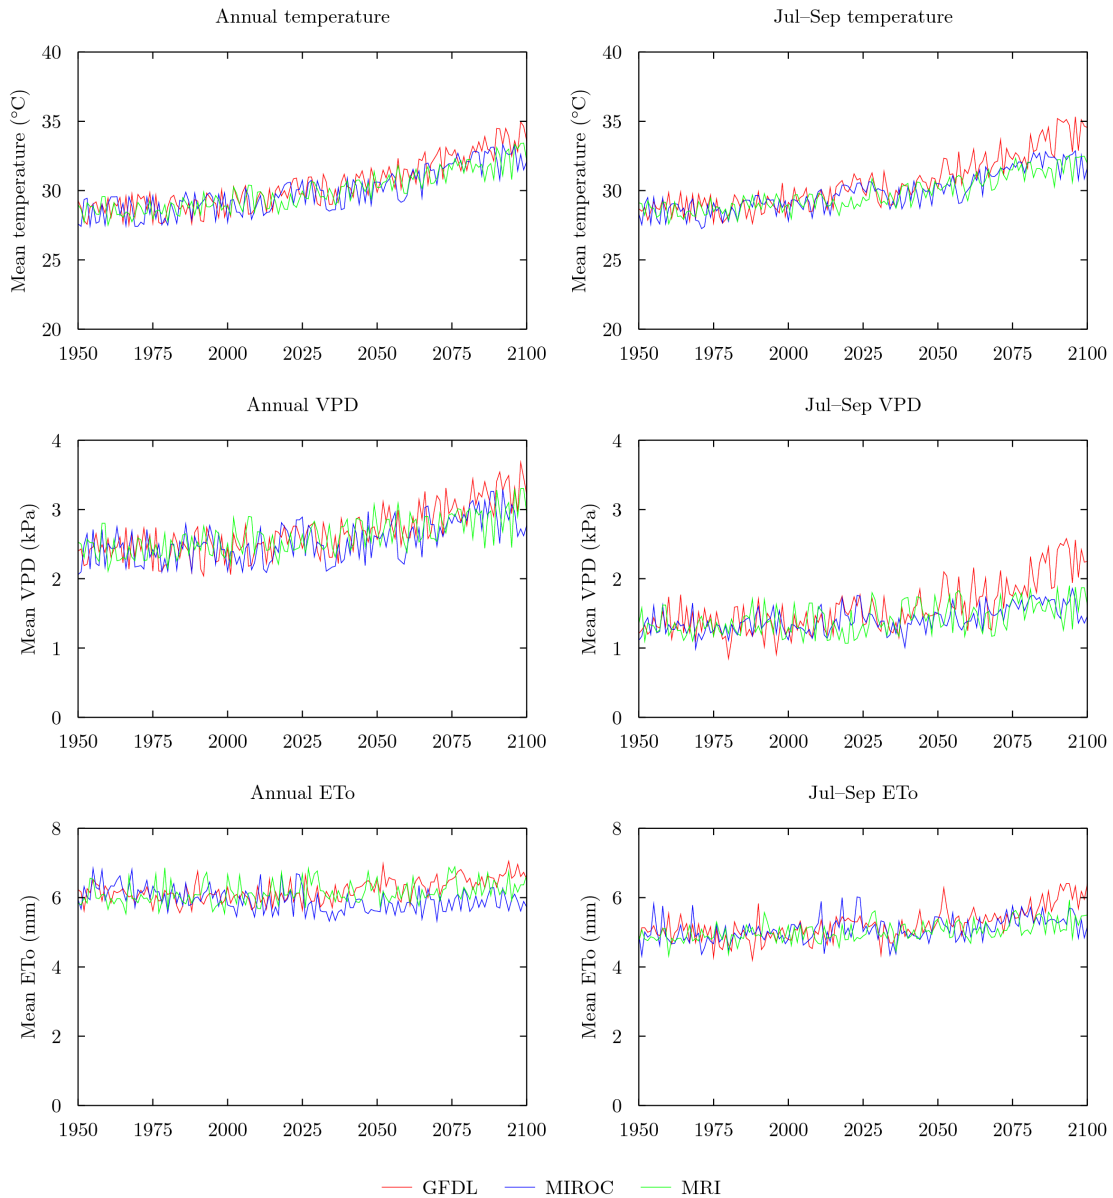 Annual temperature
Jul–Sep temperature
Mean temperature (°C)
40
35
30
25
20
1950 1975 2000 2025 2050 2075 2100
Mean temperature (°C)
40
35
30
25
20
1950 1975 2000 2025 2050 2075 2100
Annual VPD
Jul–Sep VPD
Mean VPD (kPa)
4
3
2
1
0
1950 1975 2000 2025 2050 2075 2100
Mean VPD (kPa)
4
3
2
1
0
1950 1975 2000 2025 2050 2075 2100
Annual ETo
Jul–Sep ETo
Mean ETo (mm)
8
6
4
2
0
1950 1975 2000 2025 2050 2075 2100
Mean ETo (mm)
8
6
4
2
0
1950 1975 2000 2025 2050 2075 2100
GFDL MIROC MRI